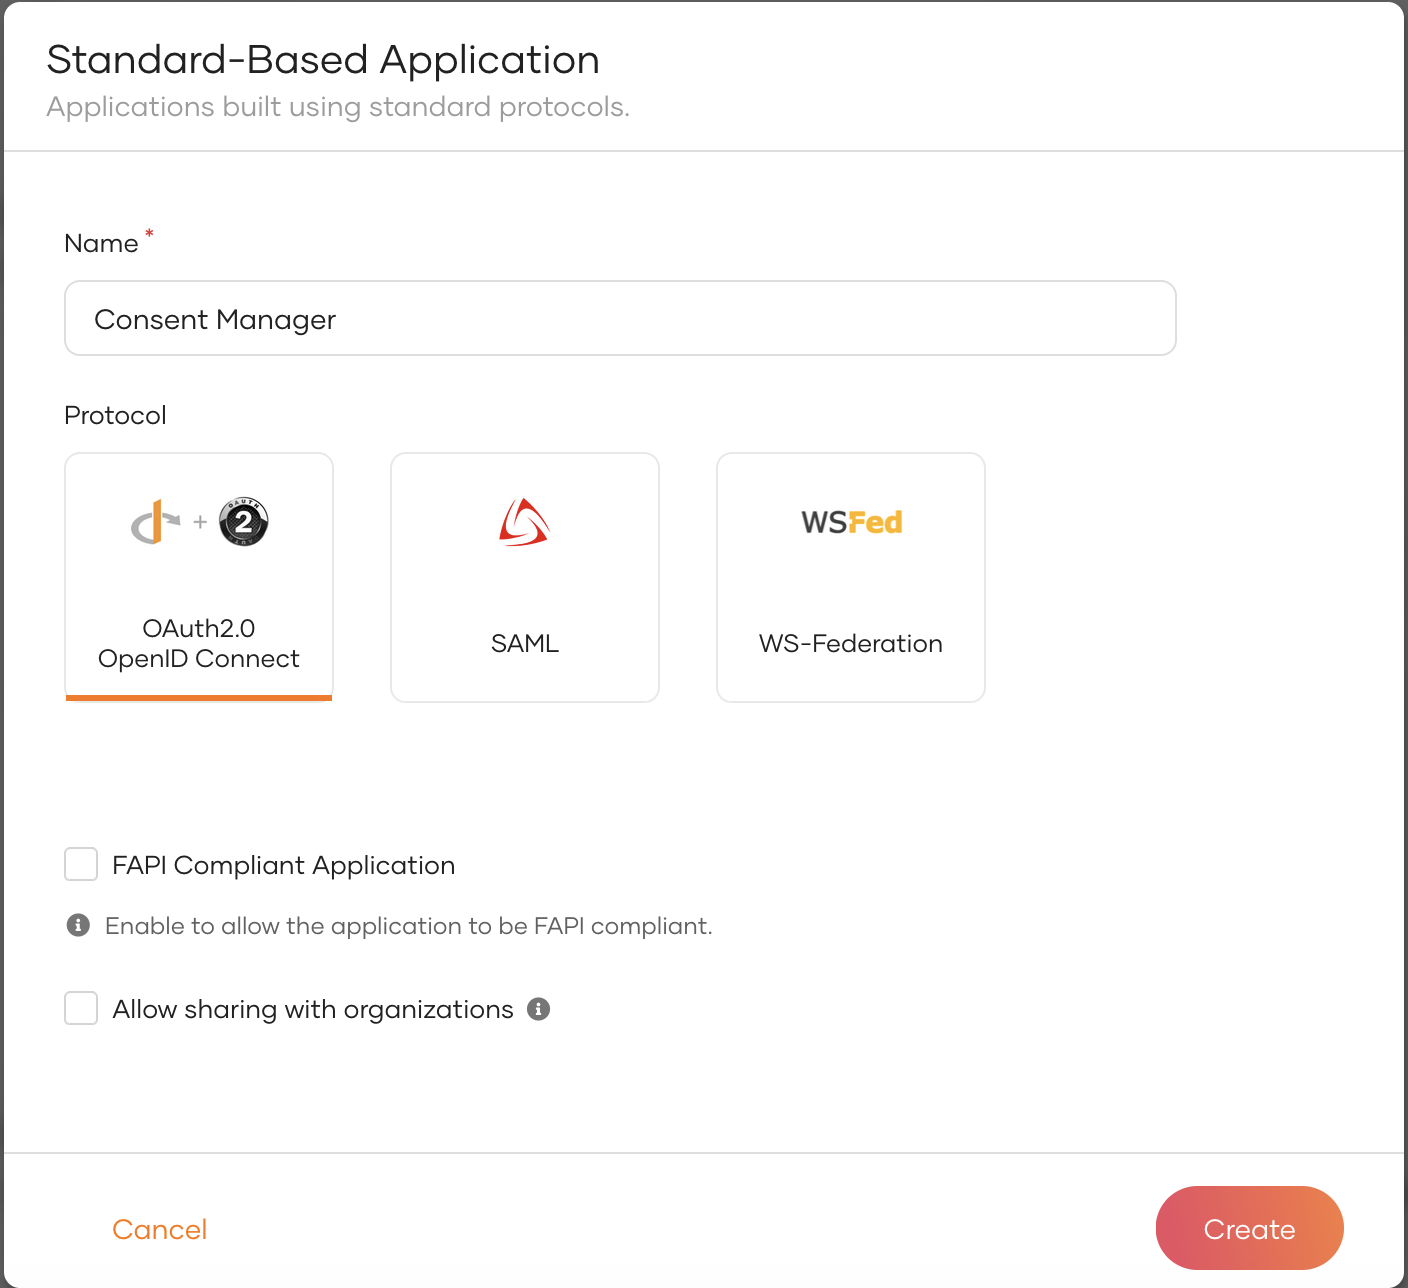 Standard-Based Application
Applications built using standard protocols.
Name *
Consent Manager
Protocol
+ OAUTH 2
OAuth2.0
OpenID Connect
SAML
WSFed
WS-Federation
FAPI Compliant Application
Enable to allow the application to be FAPI compliant.
Allow sharing with organizations
Cancel
Create